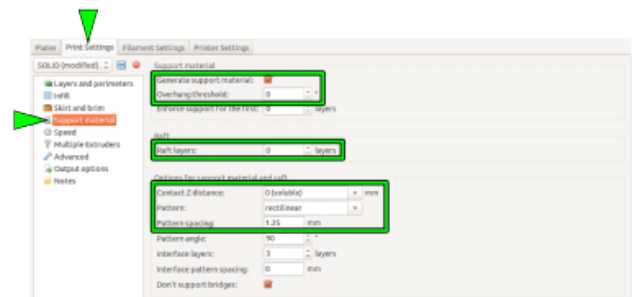 Plater Print Settings Filament Settings Printer Settings
SOLID (modified)
Support material
Layers and perimeters
Generate support material:
Infill
Overhang threshold: 0 °
Skirt and brim
Enforce support for the first: 0 layers
Support material
Speed
Raft
Multiple Extruders
Raft layers: 0 layers
Advanced
Output options
Options for support material and raft
Notes
Contact Z distance: 0 (soluble) mm
Pattern: rectilinear
Pattern spacing: 1.35 mm
Pattern angle: 90 °
Interface layers: 3 layers
Interface pattern spacing: 0 mm
Don't support bridges: